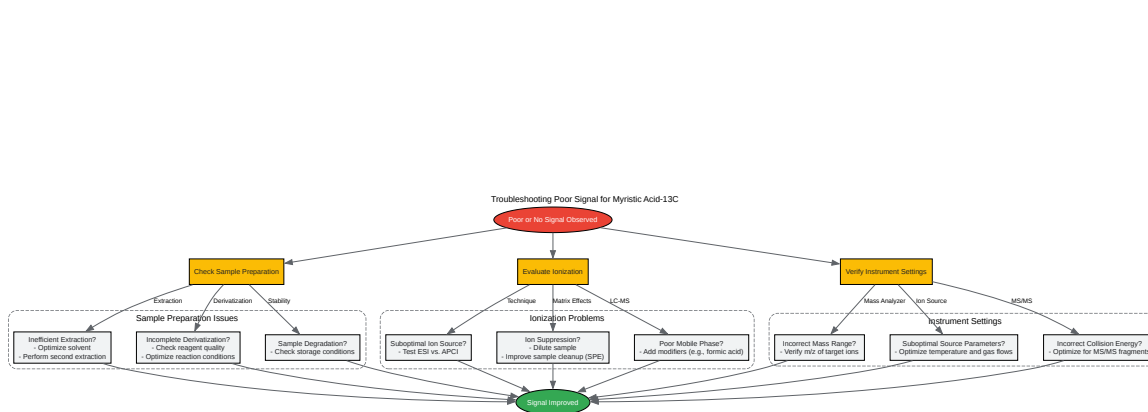 Troubleshooting Poor Signal for Myristic Acid-13C
Poor or No Signal Observed
Check Sample Preparation
Evaluate Ionization
Verify Instrument Settings
Extraction
Derivatization
Stability
Technique
Matrix Effects
LC-MS
Mass Analyzer
Ion Source
MS/MS
Sample Preparation Issues
Inefficient Extraction?
- Optimize solvent
- Perform second extraction
Incomplete Derivatization?
- Check reagent quality
- Optimize reaction conditions
Sample Degradation?
- Check storage conditions
Ionization Problems
Suboptimal Ion Source?
- Test ESI vs. APCI
Ion Suppression?
- Dilute sample
- Improve sample cleanup (SPE)
Poor Mobile Phase?
- Add modifiers (e.g., formic acid)
Instrument Settings
Incorrect Mass Range?
- Verify m/z of target ions
Suboptimal Source Parameters?
- Optimize temperature and gas flows
Incorrect Collision Energy?
- Optimize for MS/MS fragments
Signal Improved